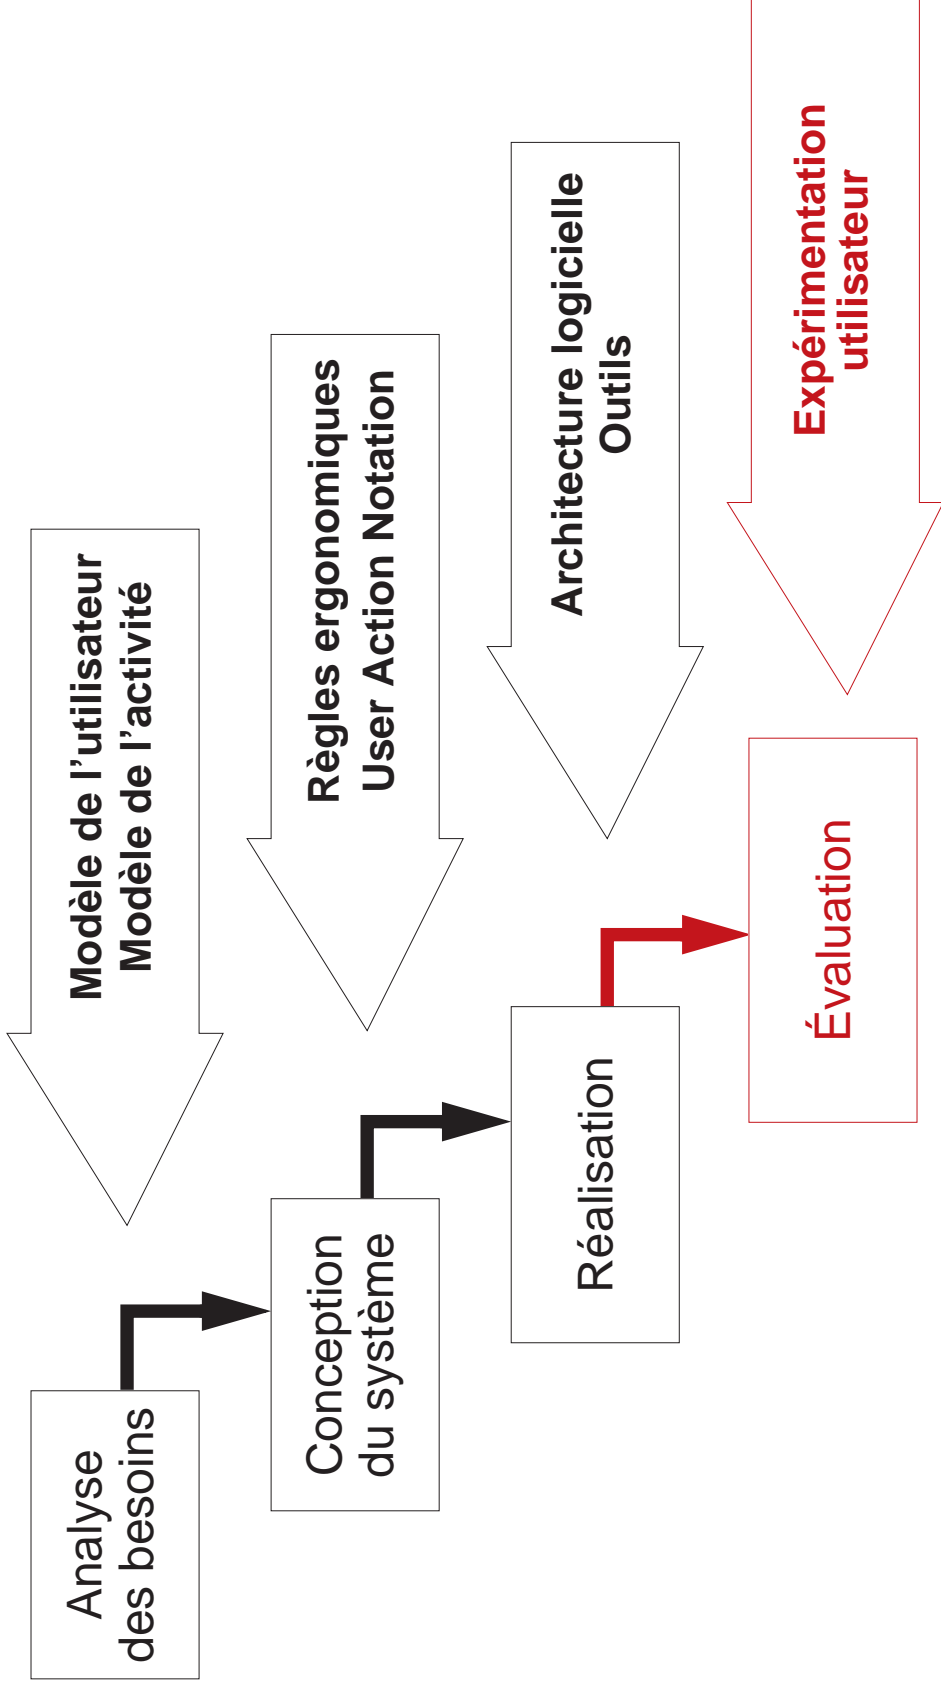 Analyse
des besoins
Modèle de l'utilisateur
Modèle de l'activité
Conception
du système
Règles ergonomiques
User Action Notation
Réalisation
Architecture logicielle
Outils
Évaluation
Expérimentation
utilisateur